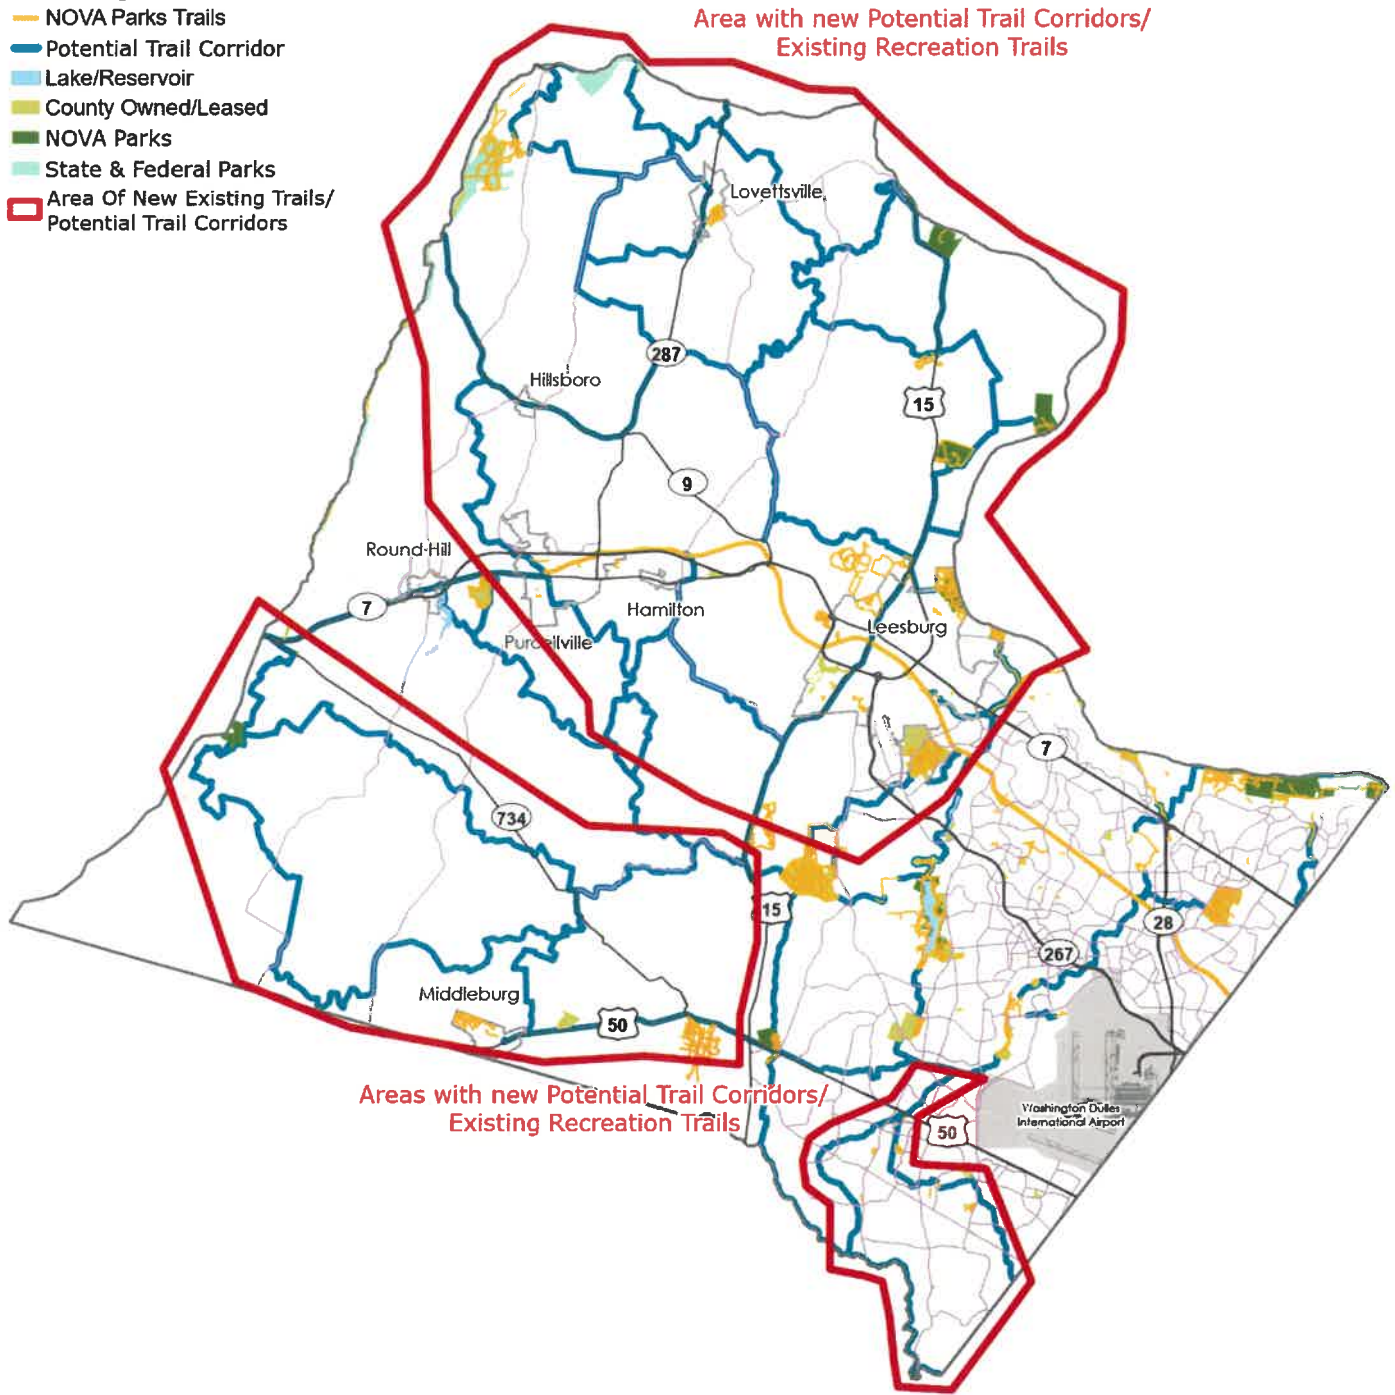 NOVA Parks Trails
Potential Trail Corridor
Lake/Reservoir
County Owned/Leased
NOVA Parks
State & Federal Parks
Area Of New Existing Trails/
Potential Trail Corridors
Area with new Potential Trail Corridors/
Existing Recreation Trails
Lovettsville
287
Hillsboro
15
9
Round Hill
7
Hamilton
Purcellville
Leesburg
7
734
15
28
267
Middleburg
50
Areas with new Potential Trail Corridors/
Existing Recreation Trails
Washington Dulles
International Airport
50